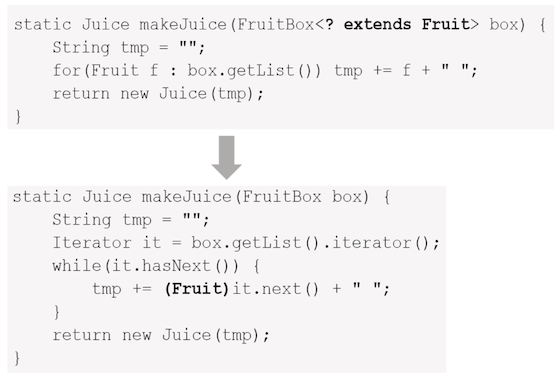 static Juice makeJuice(FruitBox<? extends Fruit> box) {
    String tmp = "";
    for(Fruit f : box.getList()) tmp += f + " ";
    return new Juice(tmp);
}
static Juice makeJuice(FruitBox box) {
    String tmp = "";
    Iterator it = box.getList().iterator();
    while(it.hasNext()) {
        tmp += (Fruit)it.next() + " ";
    }
    return new Juice(tmp);
}